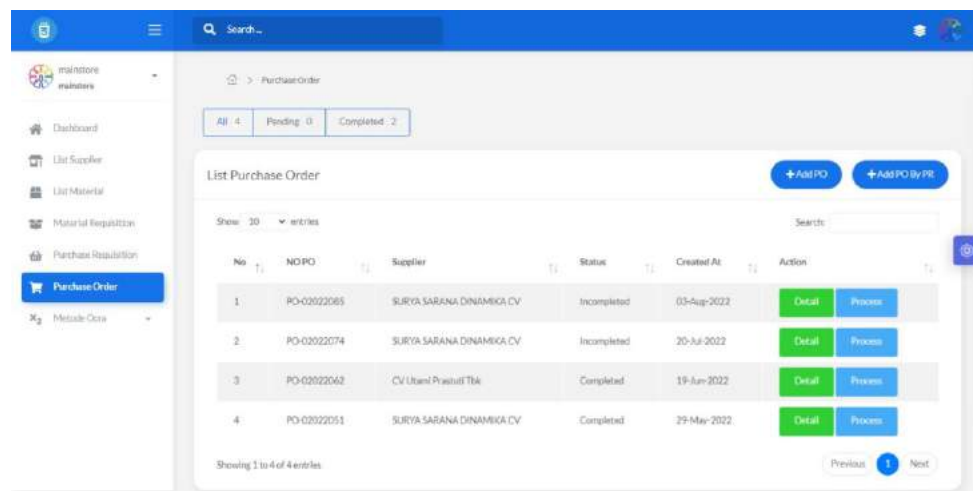 Search...
mainstore
mainstore
> Purchase Order
All 4 Pending 0 Completed 2
Dashboard
List Supplier
List Material
Material Requisition
Purchase Requisition
Purchase Order
X2 Metode Ocra
List Purchase Order
+ Add PO + Add PO By PR
Show 10 entries Search:
No NO PO Supplier Status Created At Action
1 PO-02022085 SURYA SARANA DINAMIKA CV Incompleted 03-Aug-2022 Detail Process
2 PO-02022074 SURYA SARANA DINAMIKA CV Incompleted 20-Jul-2022 Detail Process
3 PO-02022062 CV Utami Prastuti Tbk Completed 19-Jun-2022 Detail Process
4 PO-02022051 SURYA SARANA DINAMIKA CV Completed 29-May-2022 Detail Process
Showing 1 to 4 of 4 entries Previous 1 Next